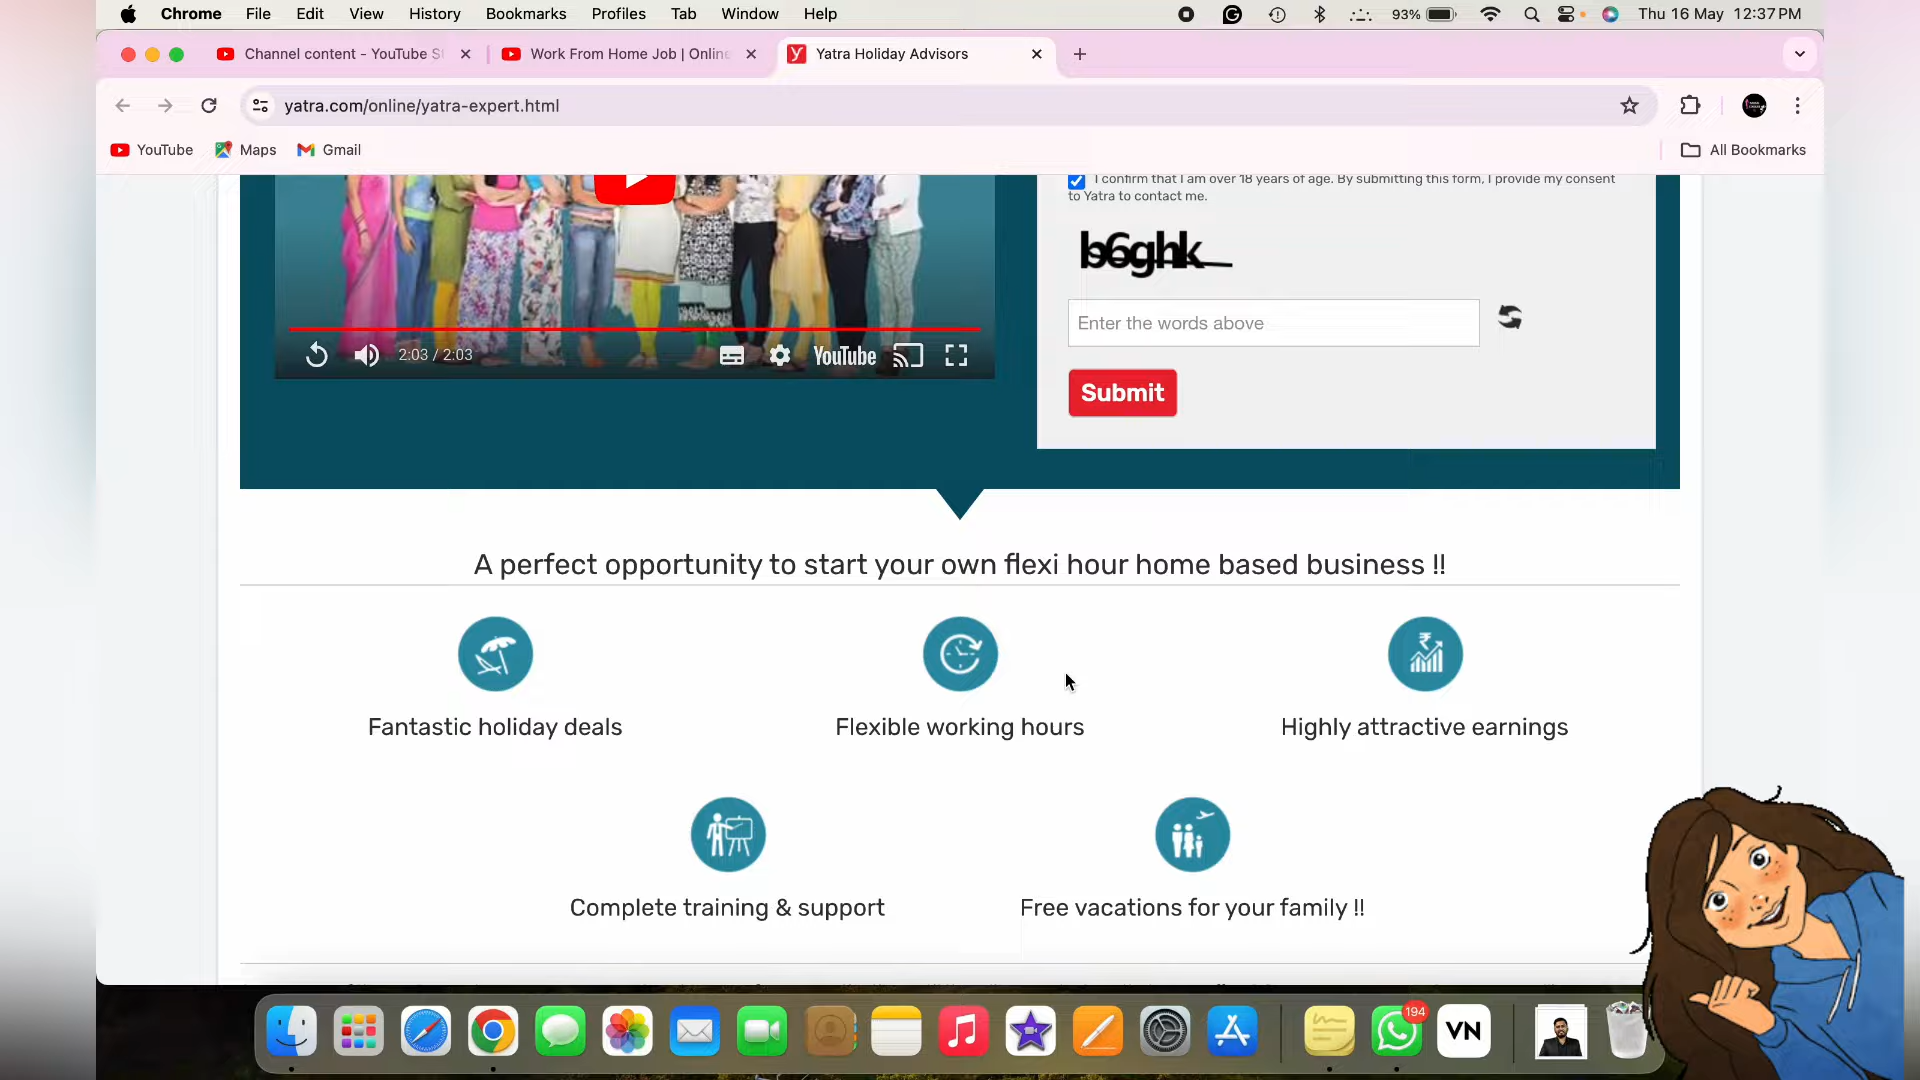 Chrome File Edit View History Bookmarks Profiles Tab Window Help 93% Thu 16 May 12:37 PM
Channel content - YouTube S Work From Home Job | Online Yatra Holiday Advisors
yatra.com/online/yatra-expert.html
YouTube Maps Gmail All Bookmarks
I confirm that I am over 18 years of age. By submitting this form, I provide my consent
to Yatra to contact me.
b6ghk
Enter the words above
2:03 / 2:03 YouTube
Submit
A perfect opportunity to start your own flexi hour home based business !!
Fantastic holiday deals
Flexible working hours
Highly attractive earnings
Complete training & support
Free vacations for your family !!
194
VN